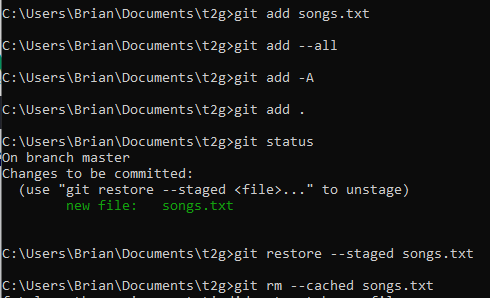 C:\Users\Brian\Documents\t2g>git add songs.txt
C:\Users\Brian\Documents\t2g>git add --all
C:\Users\Brian\Documents\t2g>git add -A
C:\Users\Brian\Documents\t2g>git add .
C:\Users\Brian\Documents\t2g>git status
On branch master
Changes to be committed:
  (use "git restore --staged <file>..." to unstage)
        new file:   songs.txt
C:\Users\Brian\Documents\t2g>git restore --staged songs.txt
C:\Users\Brian\Documents\t2g>git rm --cached songs.txt